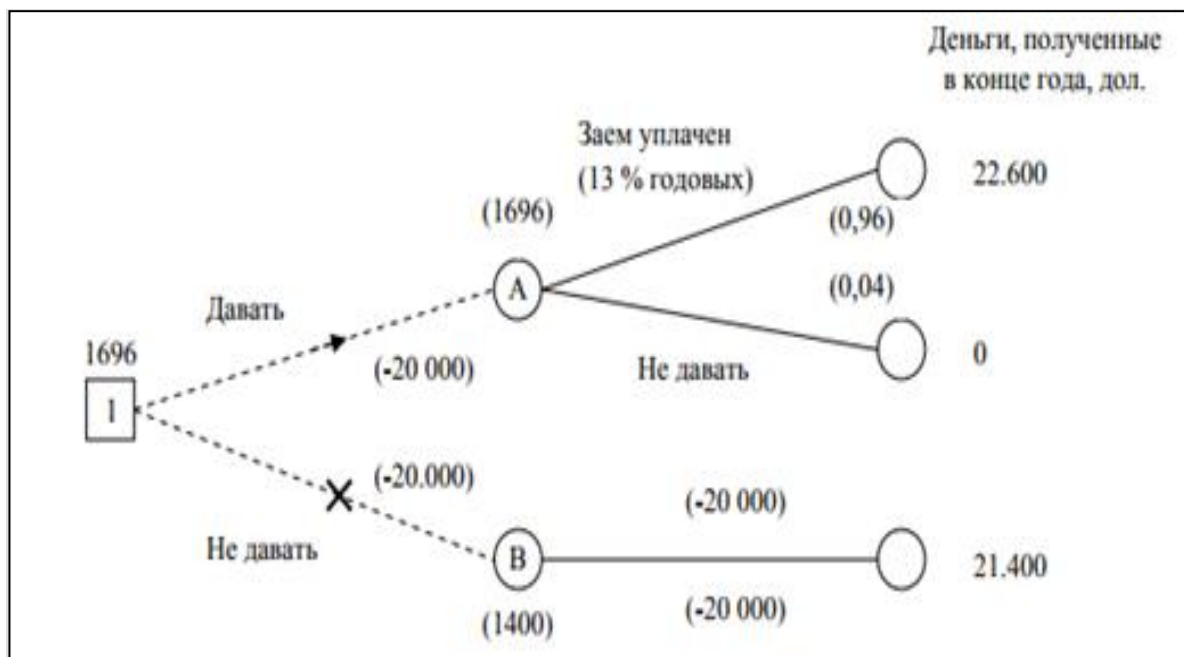 Деньги, полученные
в конце года, дол.
Заем уплачен
(13 % годовых)
22.600
(1696)
(0,96)
A
(0,04)
Давать
1696
(-20 000)
Не давать
0
1
(-20.000)
(-20 000)
Не давать
B
21.400
(1400)
(-20 000)